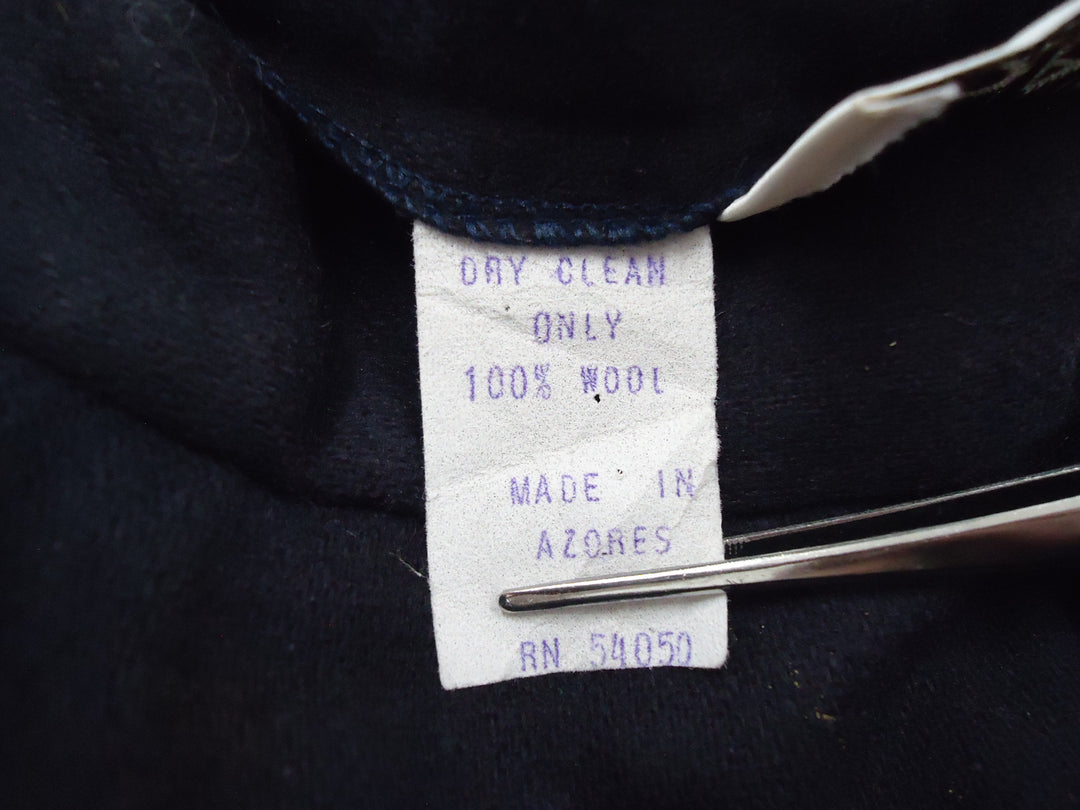 DRY CLEAN
ONLY
100% WOOL
MADE IN
AZORES
RN 54050